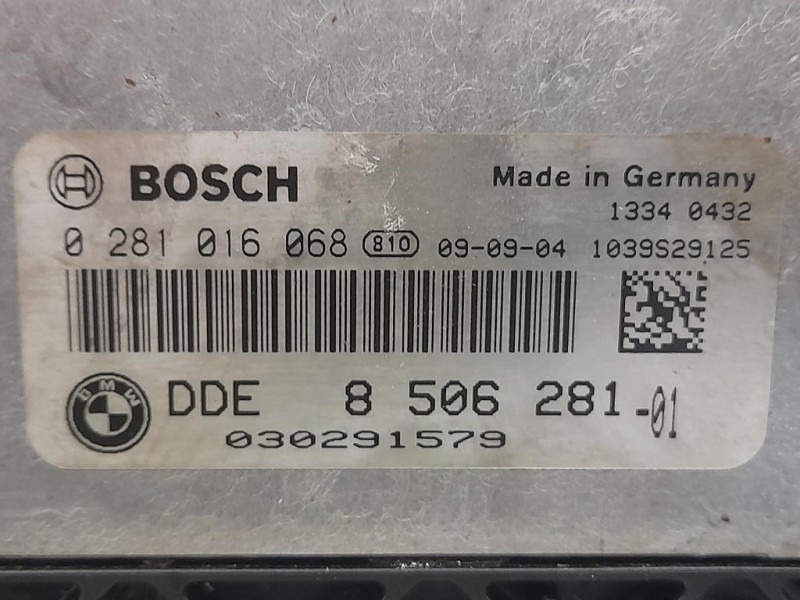 BOSCH
Made in Germany
1334 0432
0 281 016 068 810 09-09-04 1039S29125
BMW DDE 8 506 281-01
030291579